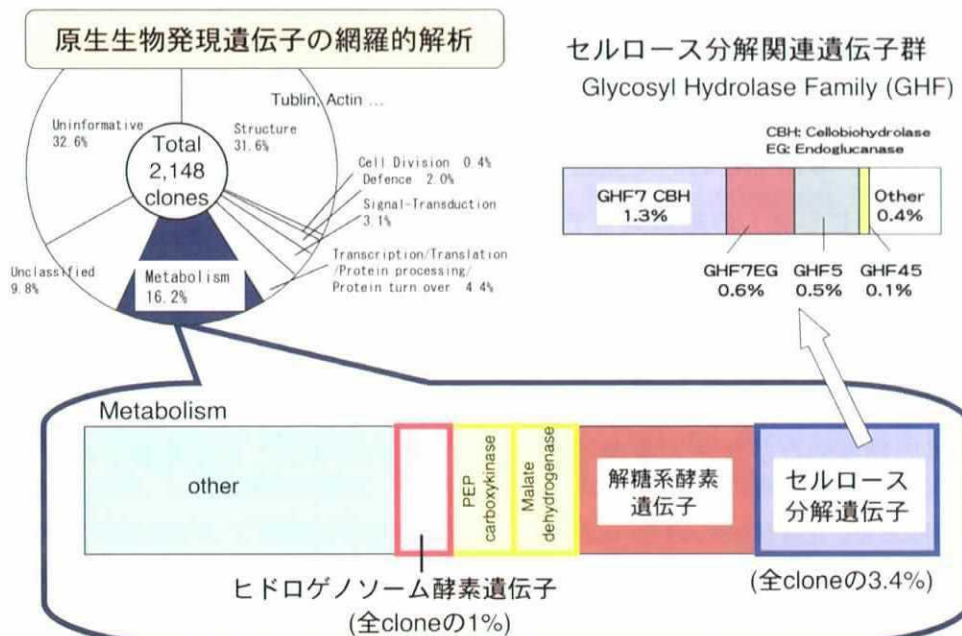 原生生物発現遺伝子の網羅的解析
Tublin, Actin ...
Uninformative
32.6%
Total
2,148
clones
Structure
31.6%
Cell Division 0.4%
Defence 2.0%
Signal-Transduction
3.1%
Transcription/Translation
/Protein processing/
Protein turn over 4.4%
Unclassified
9.8%
Metabolism
16.2%
セルロース分解関連遺伝子群
Glycosyl Hydrolase Family (GHF)
CBH: Cellobiohydrolase
EG: Endoglucanase
GHF7 CBH
1.3%
Other
0.4%
GHF7EG
0.6%
GHF5
0.5%
GHF45
0.1%
Metabolism
other
PEP
carboxykinase
Malate
dehydrogenase
解糖系酵素
遺伝子
セルロース
分解遺伝子
ヒドロゲノソーム酵素遺伝子
(全cloneの1%)
(全cloneの3.4%)